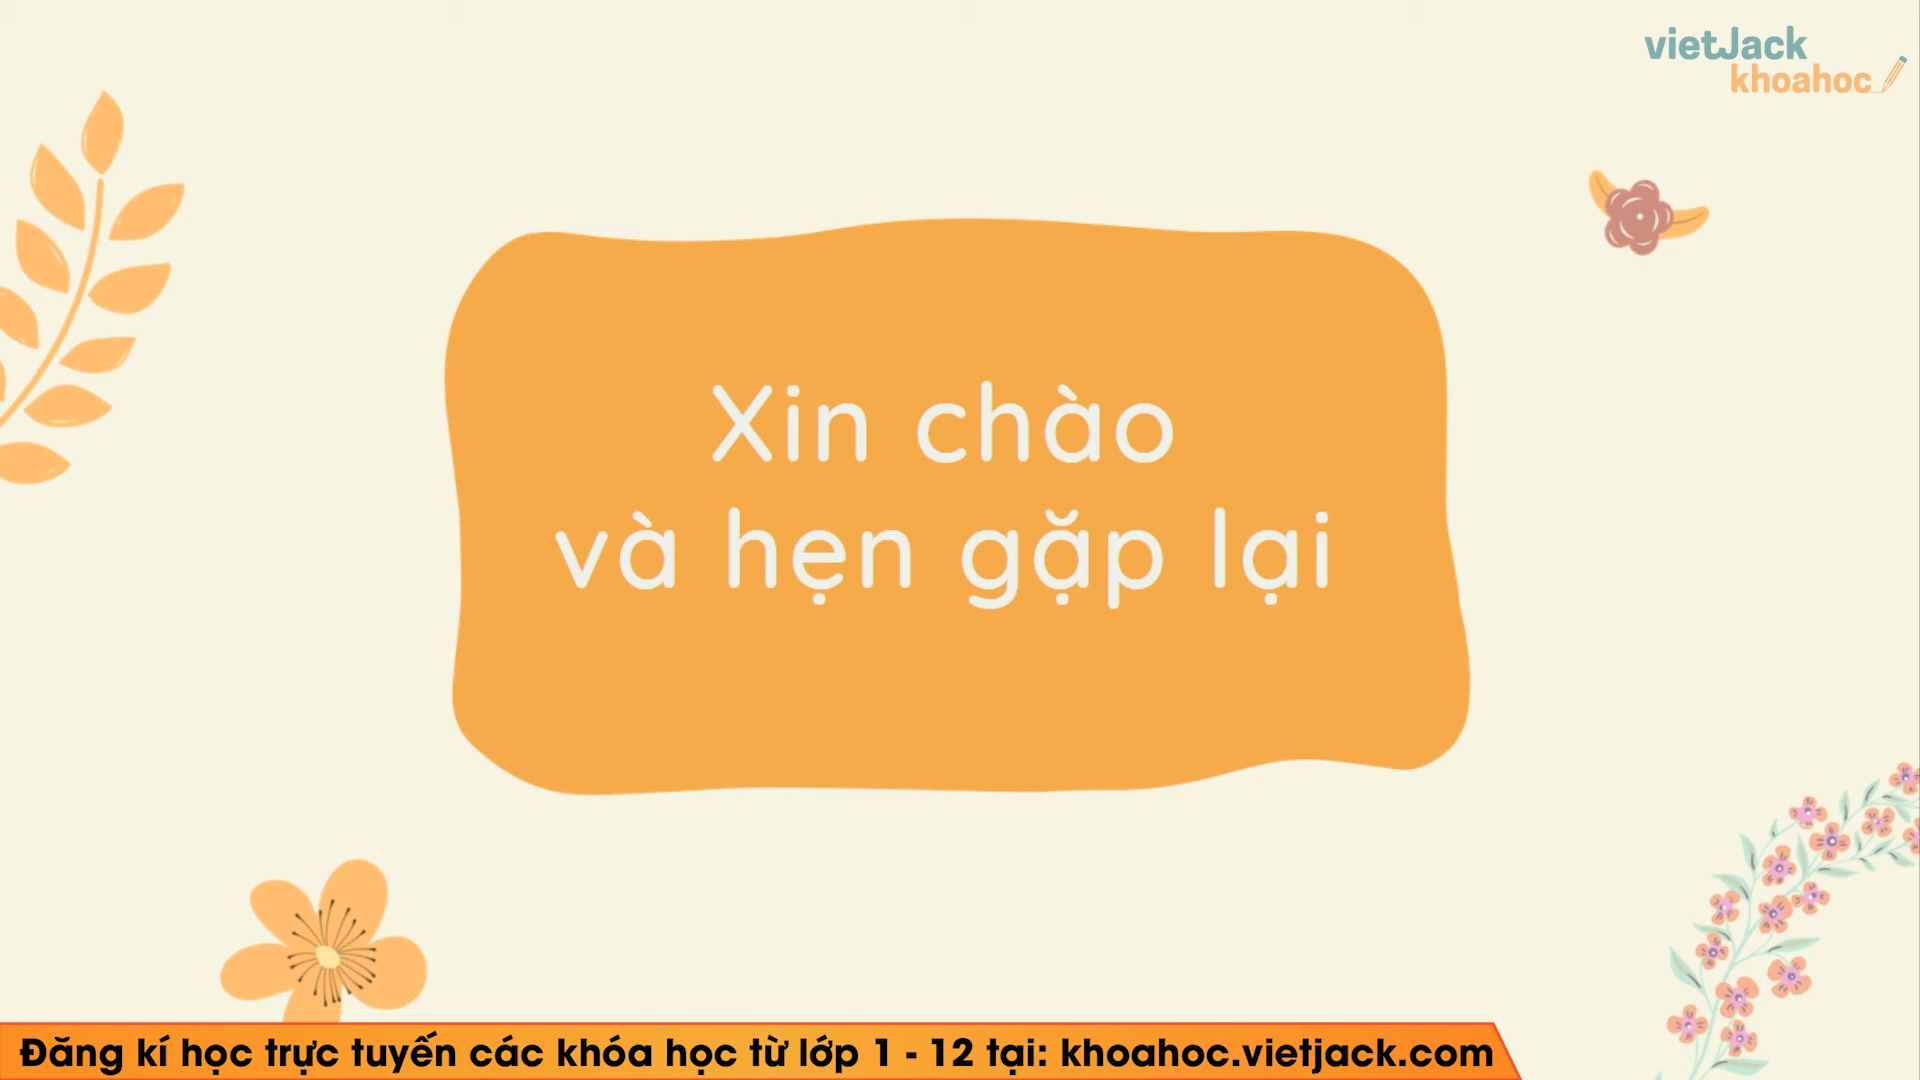 vietJack
khoahoc
Xin chào
và hẹn gặp lại
Đăng kí học trực tuyến các khóa học từ lớp 1 - 12 tại: khoahoc.vietjack.com